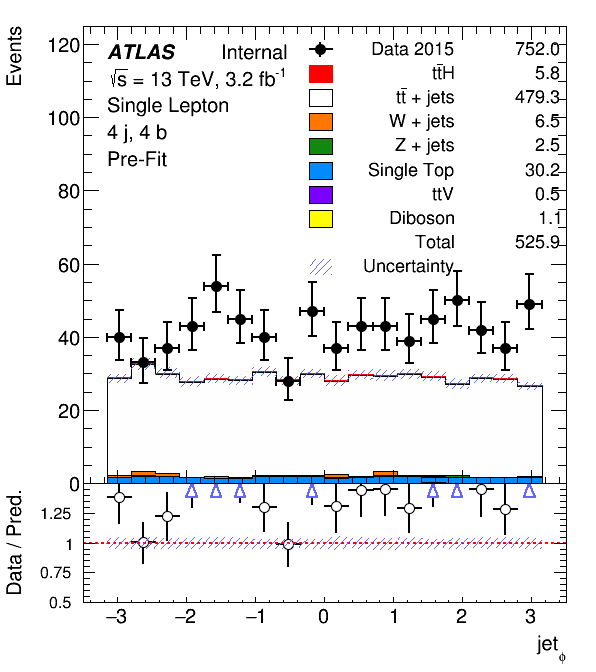 Events
120
100
80
60
40
20
0
ATLAS Internal
√s = 13 TeV, 3.2 fb⁻¹
Single Lepton
4 j, 4 b
Pre-Fit
Data 2015 752.0
tt̄H 5.8
tt̄ + jets 479.3
W + jets 6.5
Z + jets 2.5
Single Top 30.2
ttV 0.5
Diboson 1.1
Total 525.9
Uncertainty
Data / Pred.
1.25
1
0.75
0.5
−3 −2 −1 0 1 2 3
jet_ϕ